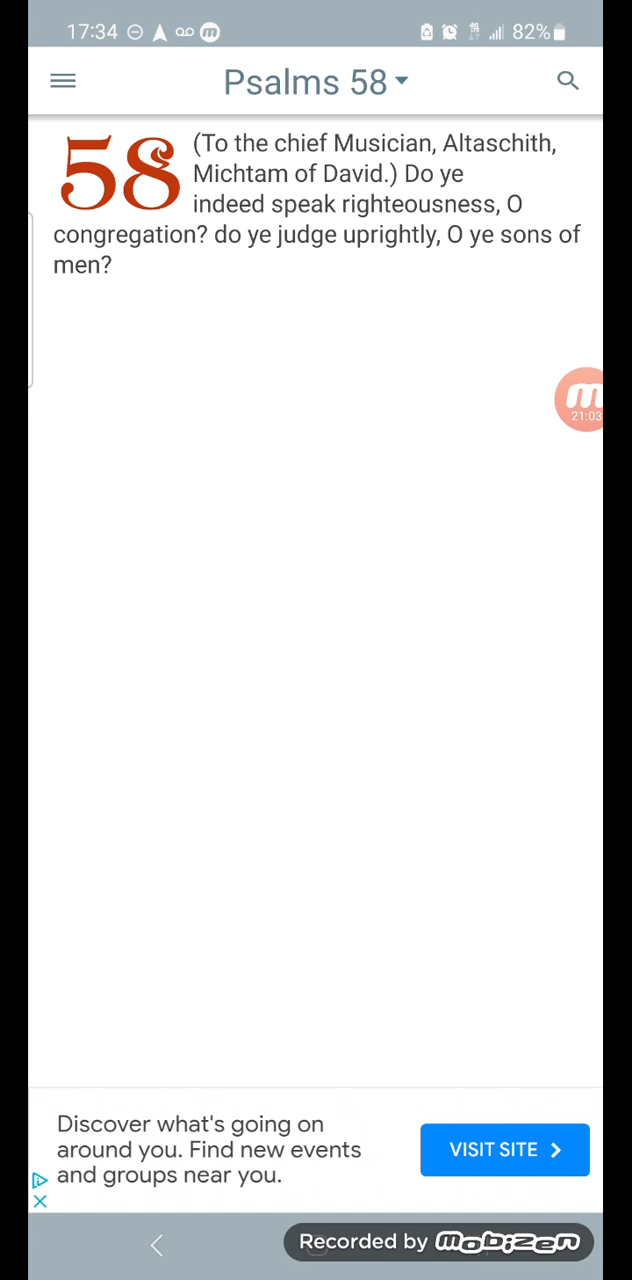 17:34
82%
Psalms 58
58 (To the chief Musician, Altaschith,
Michtam of David.) Do ye
indeed speak righteousness, O
congregation? do ye judge uprightly, O ye sons of
men?
m
21:03
Discover what's going on
around you. Find new events
and groups near you.
VISIT SITE
Recorded by mobizen